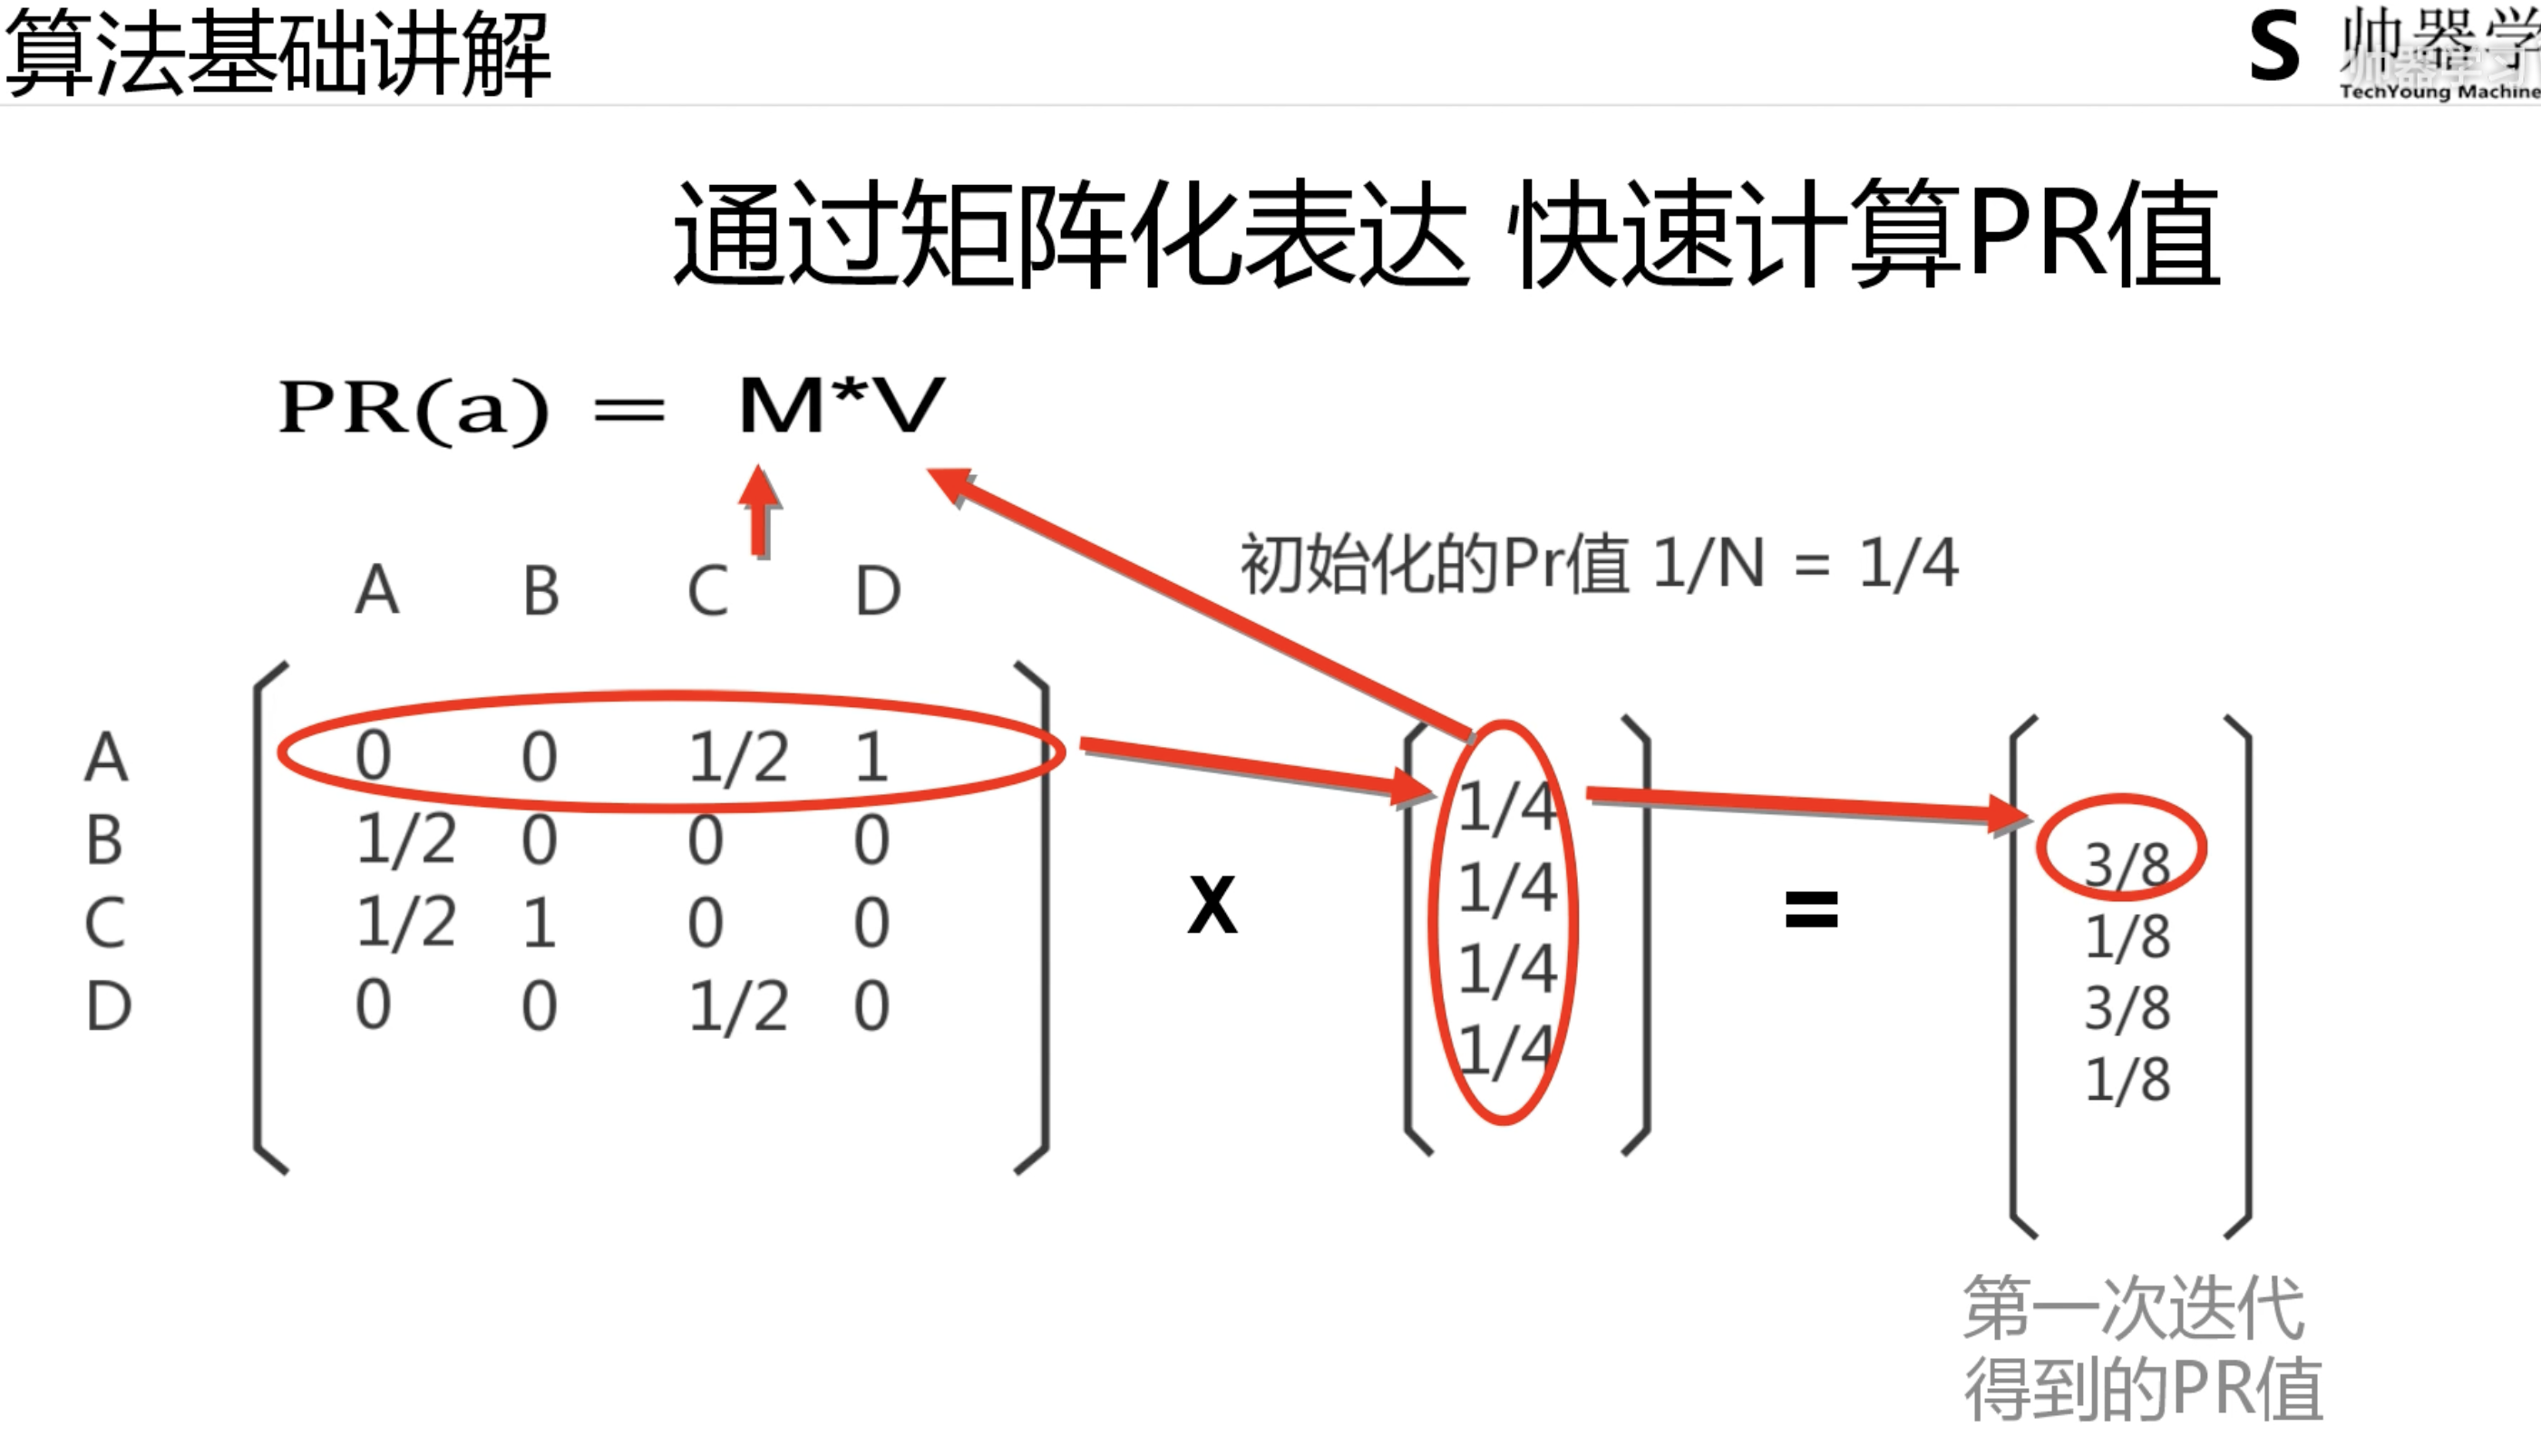 算法基础讲解
S 帅器学
帅器学习
TechYoung Machine
通过矩阵化表达 快速计算PR值
PR(a) = M*V
初始化的Pr值 1/N = 1/4
A B C D
A 0 0 1/2 1
B 1/2 0 0 0
C 1/2 1 0 0
D 0 0 1/2 0
x
1/4
1/4
1/4
1/4
=
3/8
1/8
3/8
1/8
第一次迭代
得到的PR值